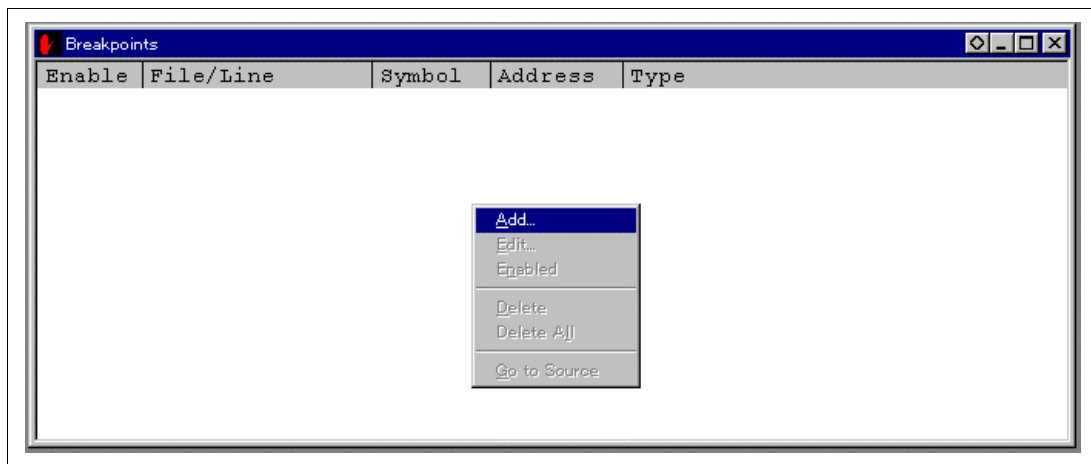 Breakpoints
Enable File/Line Symbol Address Type
Add...
Edit...
Enabled
Delete
Delete All
Go to Source